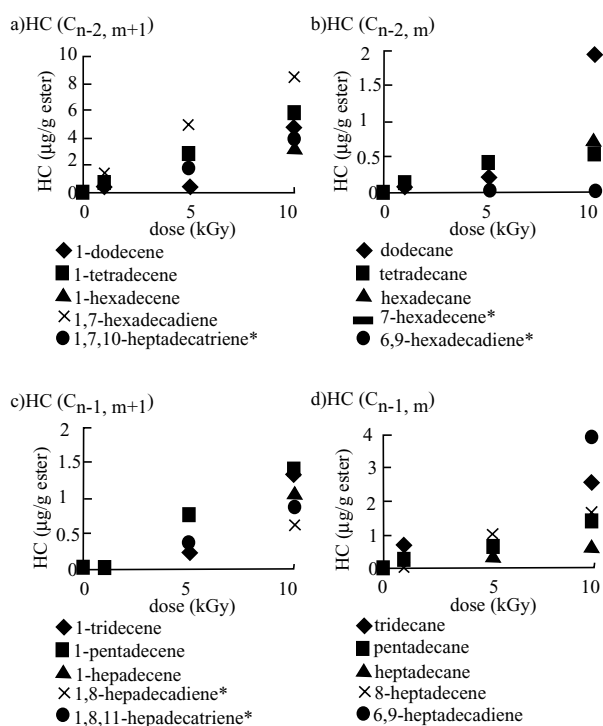 a)HC (Cn-2, m+1)
HC (µg/g ester)
10
8
6
4
2
0
0 5 10
dose (kGy)
1-dodecene
1-tetradecene
1-hexadecene
1,7-hexadecadiene
1,7,10-heptadecatriene*
b)HC (Cn-2, m)
HC (µg/g ester)
2
1.5
1
0.5
0
0 5 10
dose (kGy)
dodecane
tetradecane
hexadecane
7-hexadecene*
6,9-hexadecadiene*
c)HC (Cn-1, m+1)
HC (µg/g ester)
2
1.5
1
0.5
0
0 5 10
dose (kGy)
1-tridecene
1-pentadecene
1-hepadecene
1,8-hepadecadiene*
1,8,11-hepadecatriene*
d)HC (Cn-1, m)
HC (µg/g ester)
4
3
2
1
0
0 5 10
dose (kGy)
tridecane
pentadecane
heptadecane
8-heptadecene
6,9-heptadecadiene